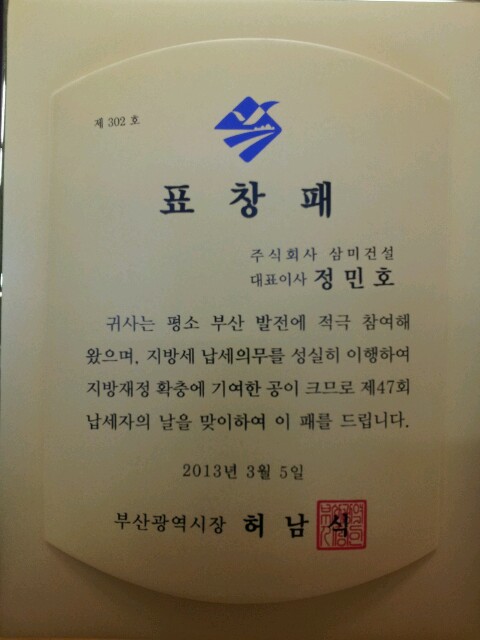 제 302 호
표 창 패
주식회사 삼미건설
대표이사 정민호
귀사는 평소 부산 발전에 적극 참여해
왔으며, 지방세 납세의무를 성실히 이행하여
지방재정 확충에 기여한 공이 크므로 제47회
납세자의 날을 맞이하여 이 패를 드립니다.
2013년 3월 5일
부산광역시장 허 남 식